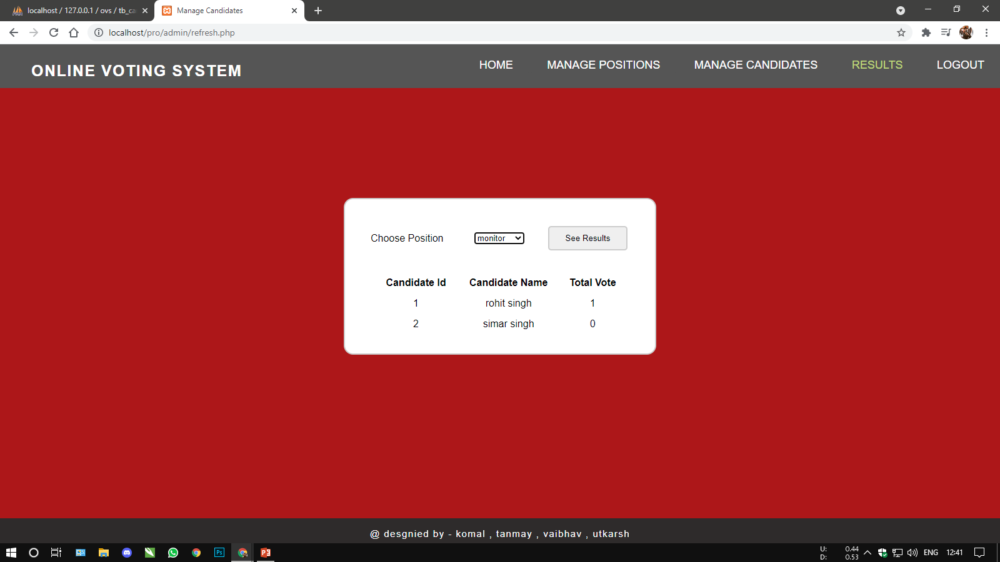 localhost / 127.0.0.1 / ovs / tb_ca
Manage Candidates
localhost/pro/admin/refresh.php
ONLINE VOTING SYSTEM
HOME
MANAGE POSITIONS
MANAGE CANDIDATES
RESULTS
LOGOUT
Choose Position
monitor
See Results
Candidate Id Candidate Name Total Vote
1 rohit singh 1
2 simar singh 0
@ desgnied by - komal , tanmay , vaibhav , utkarsh
Ps
P
U: 0.44
D: 0.53
ENG
12:41